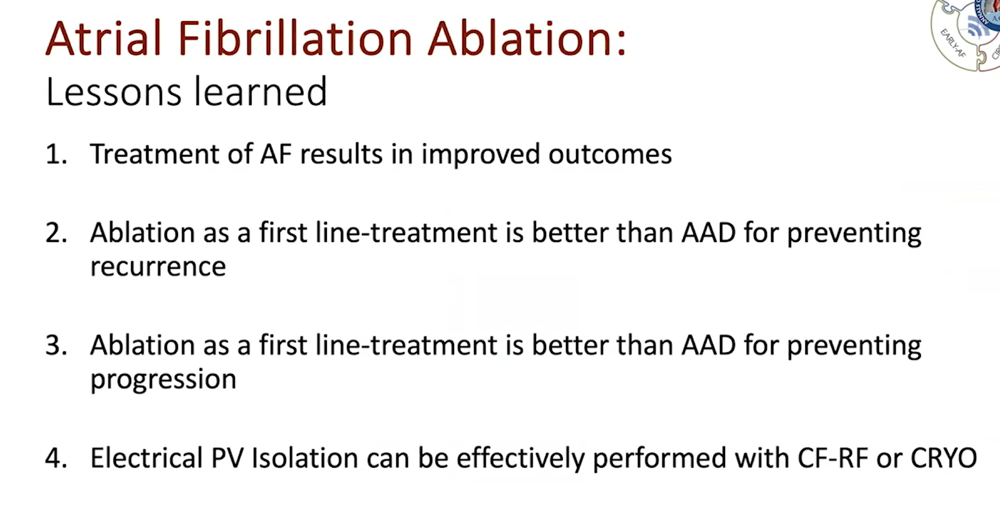 Atrial Fibrillation Ablation:
Lessons learned
1. Treatment of AF results in improved outcomes
2. Ablation as a first line-treatment is better than AAD for preventing
recurrence
3. Ablation as a first line-treatment is better than AAD for preventing
progression
4. Electrical PV Isolation can be effectively performed with CF-RF or CRYO
EARLY-AF